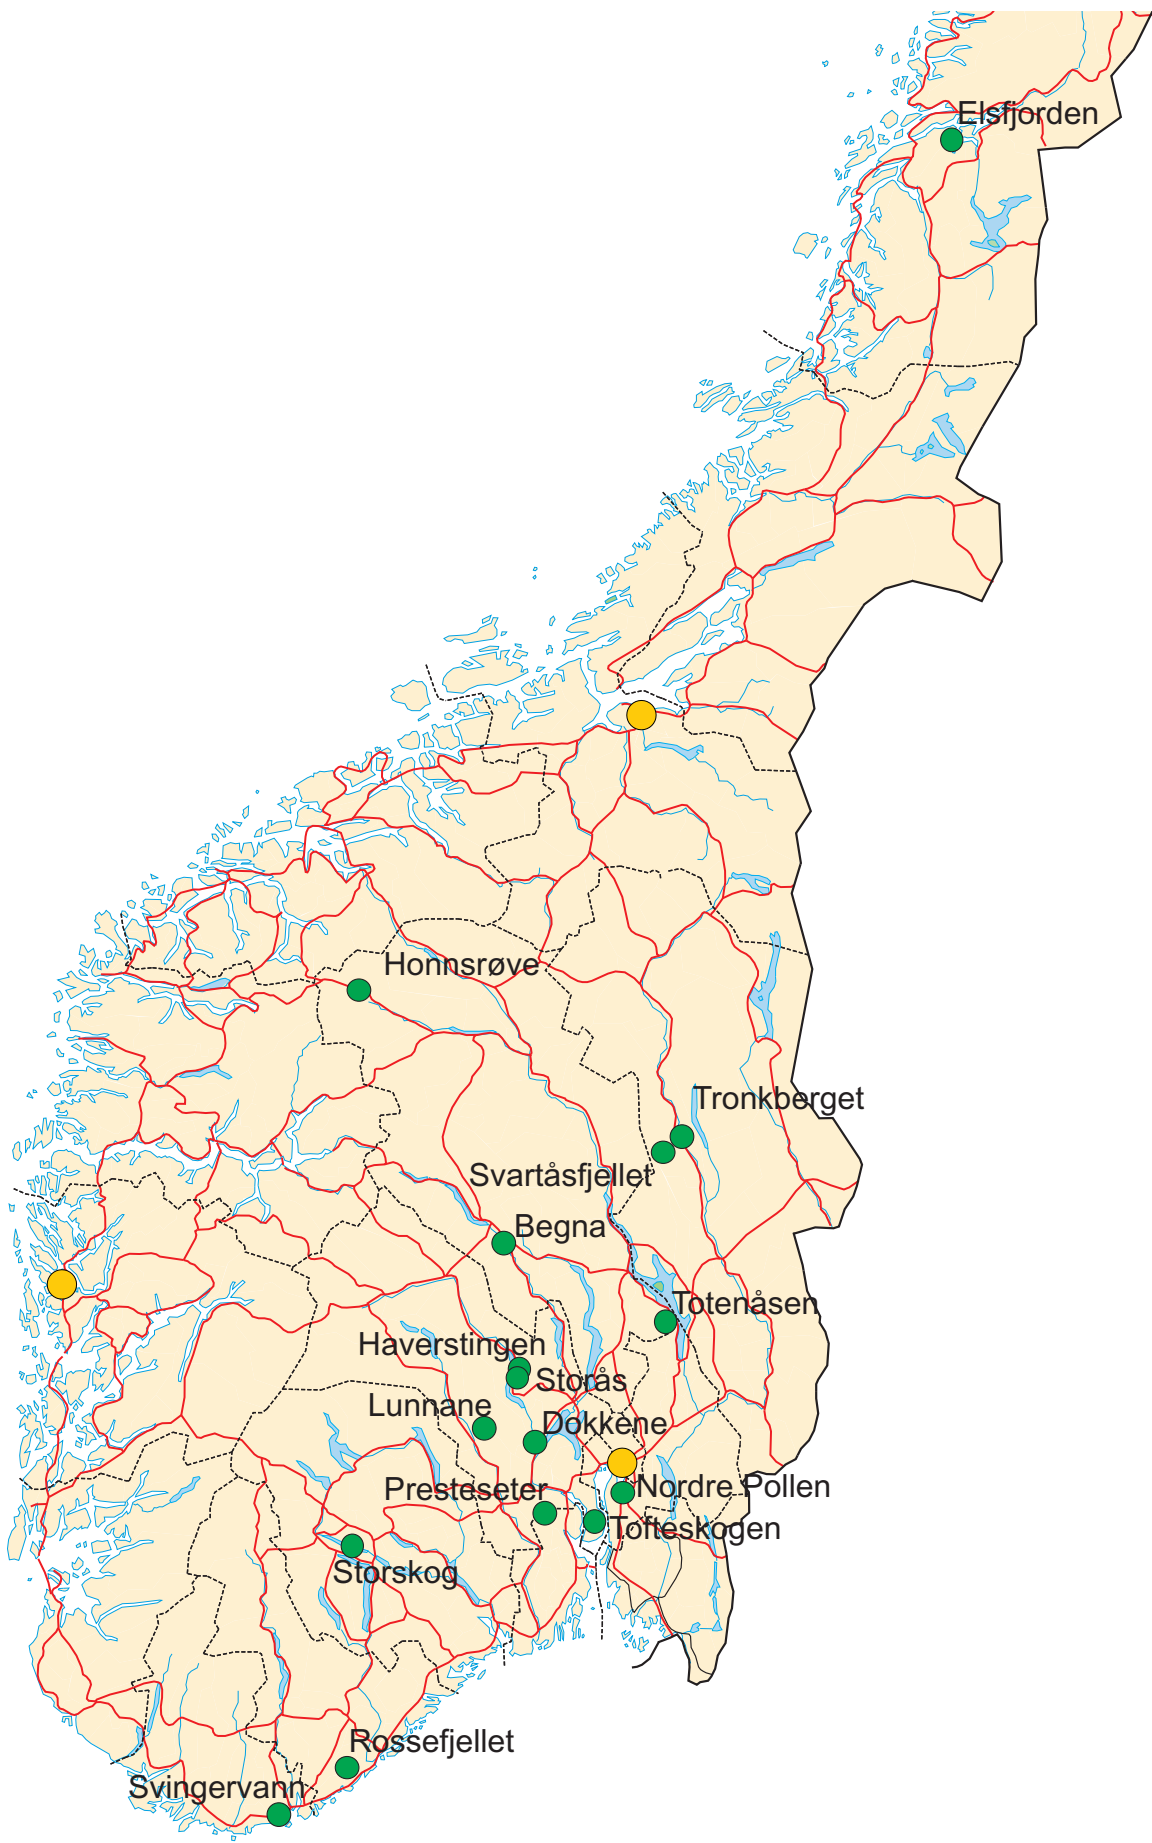 Elsfjorden
Honnsrøve
Tronkberget
Svartåsfjellet
Begna
Totenåsen
Haverstingen
Storås
Lunnane
Dokkene
Presteseter
Nordre Pollen
Tofteskogen
Storskog
Rossefjellet
Svingervann